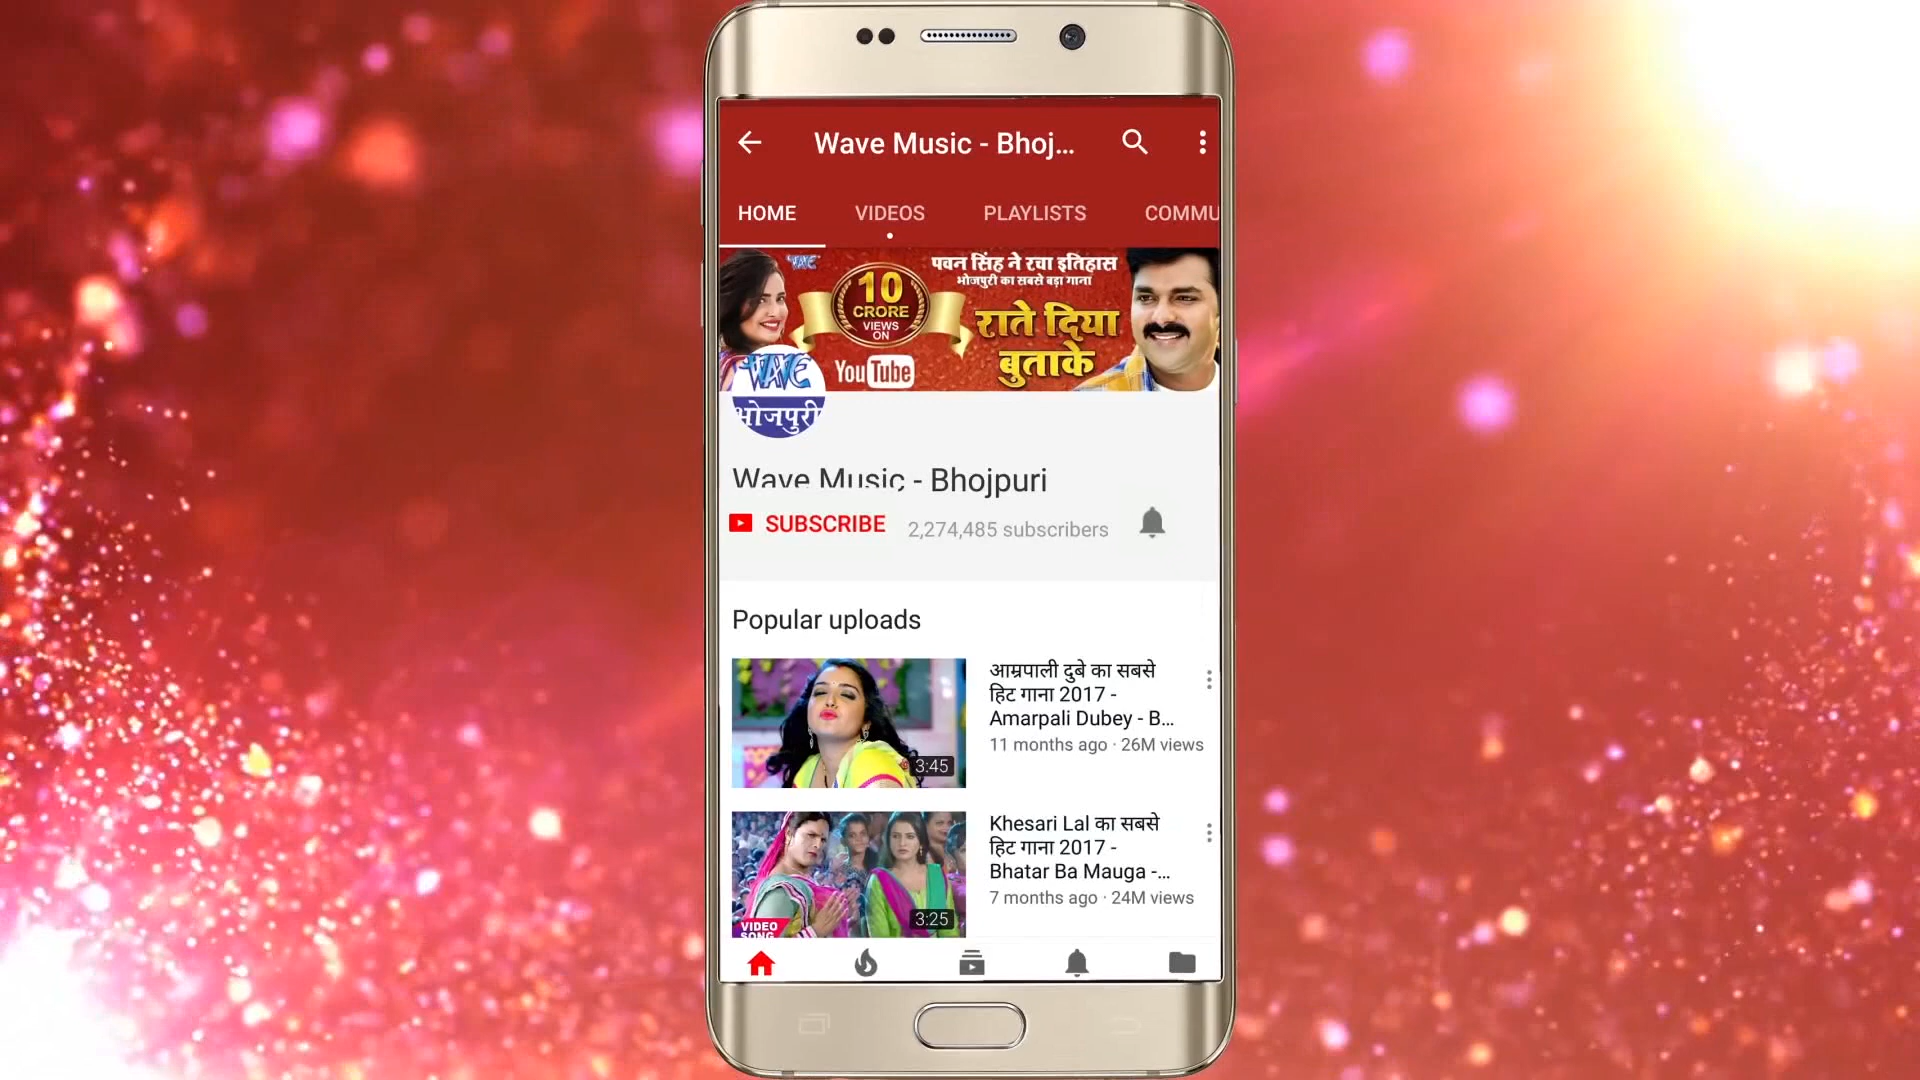 Wave Music - Bhoj...
HOME VIDEOS PLAYLISTS COMMU
WAVE
10
CRORE
VIEWS
ON
YouTube
पवन सिंह ने रचा इतिहास
भोजपुरी का सबसे बड़ा गाना
राते दिया
बुताके
WAVE
भोजपुरी
Wave Music - Bhojpuri
SUBSCRIBE 2,274,485 subscribers
Popular uploads
3:45
आम्रपाली दुबे का सबसे
हिट गाना 2017 -
Amarpali Dubey - B...
11 months ago · 26M views
VIDEO
SONG
3:25
Khesari Lal का सबसे
हिट गाना 2017 -
Bhatar Ba Mauga -...
7 months ago · 24M views